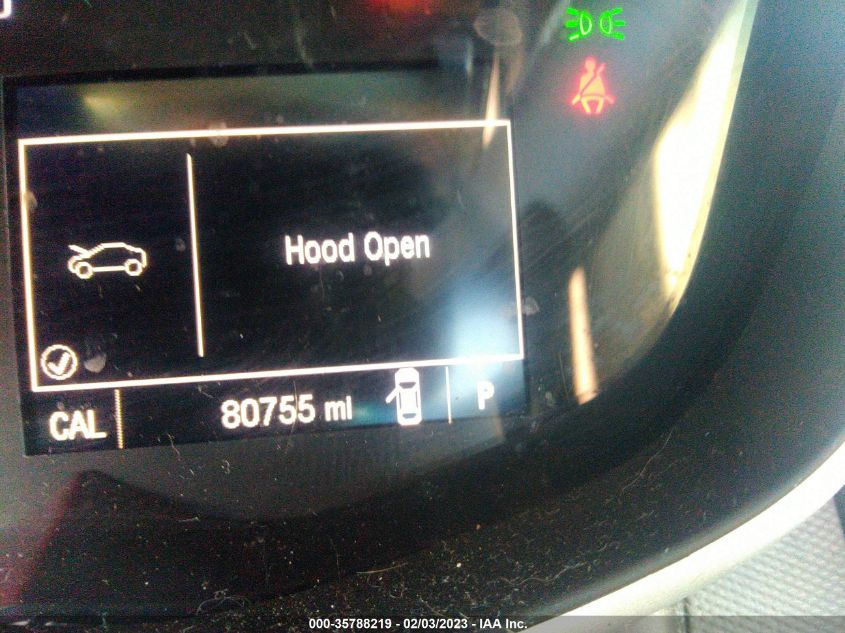 Hood Open
CAL 80755 mi P
000-35788219 - 02/03/2023 - IAA Inc.